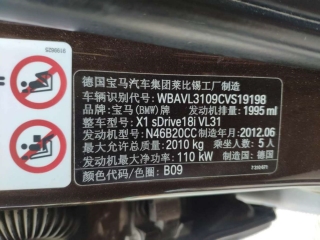 德国宝马汽车集团莱比锡工厂制造
车辆识别代号: WBAVL3109CVS19198
品牌: 宝马(BMW)牌 发动机排量: 1995 ml
整车型号: X1 sDrive18i VL31
发动机型号: N46B20CC 制造日期: 2012.06
最大允许总质量: 2010 kg 乘坐人数: 5 人
发动机最大净功率: 110 kW 制造国: 德国
颜色代码/色圈: B09